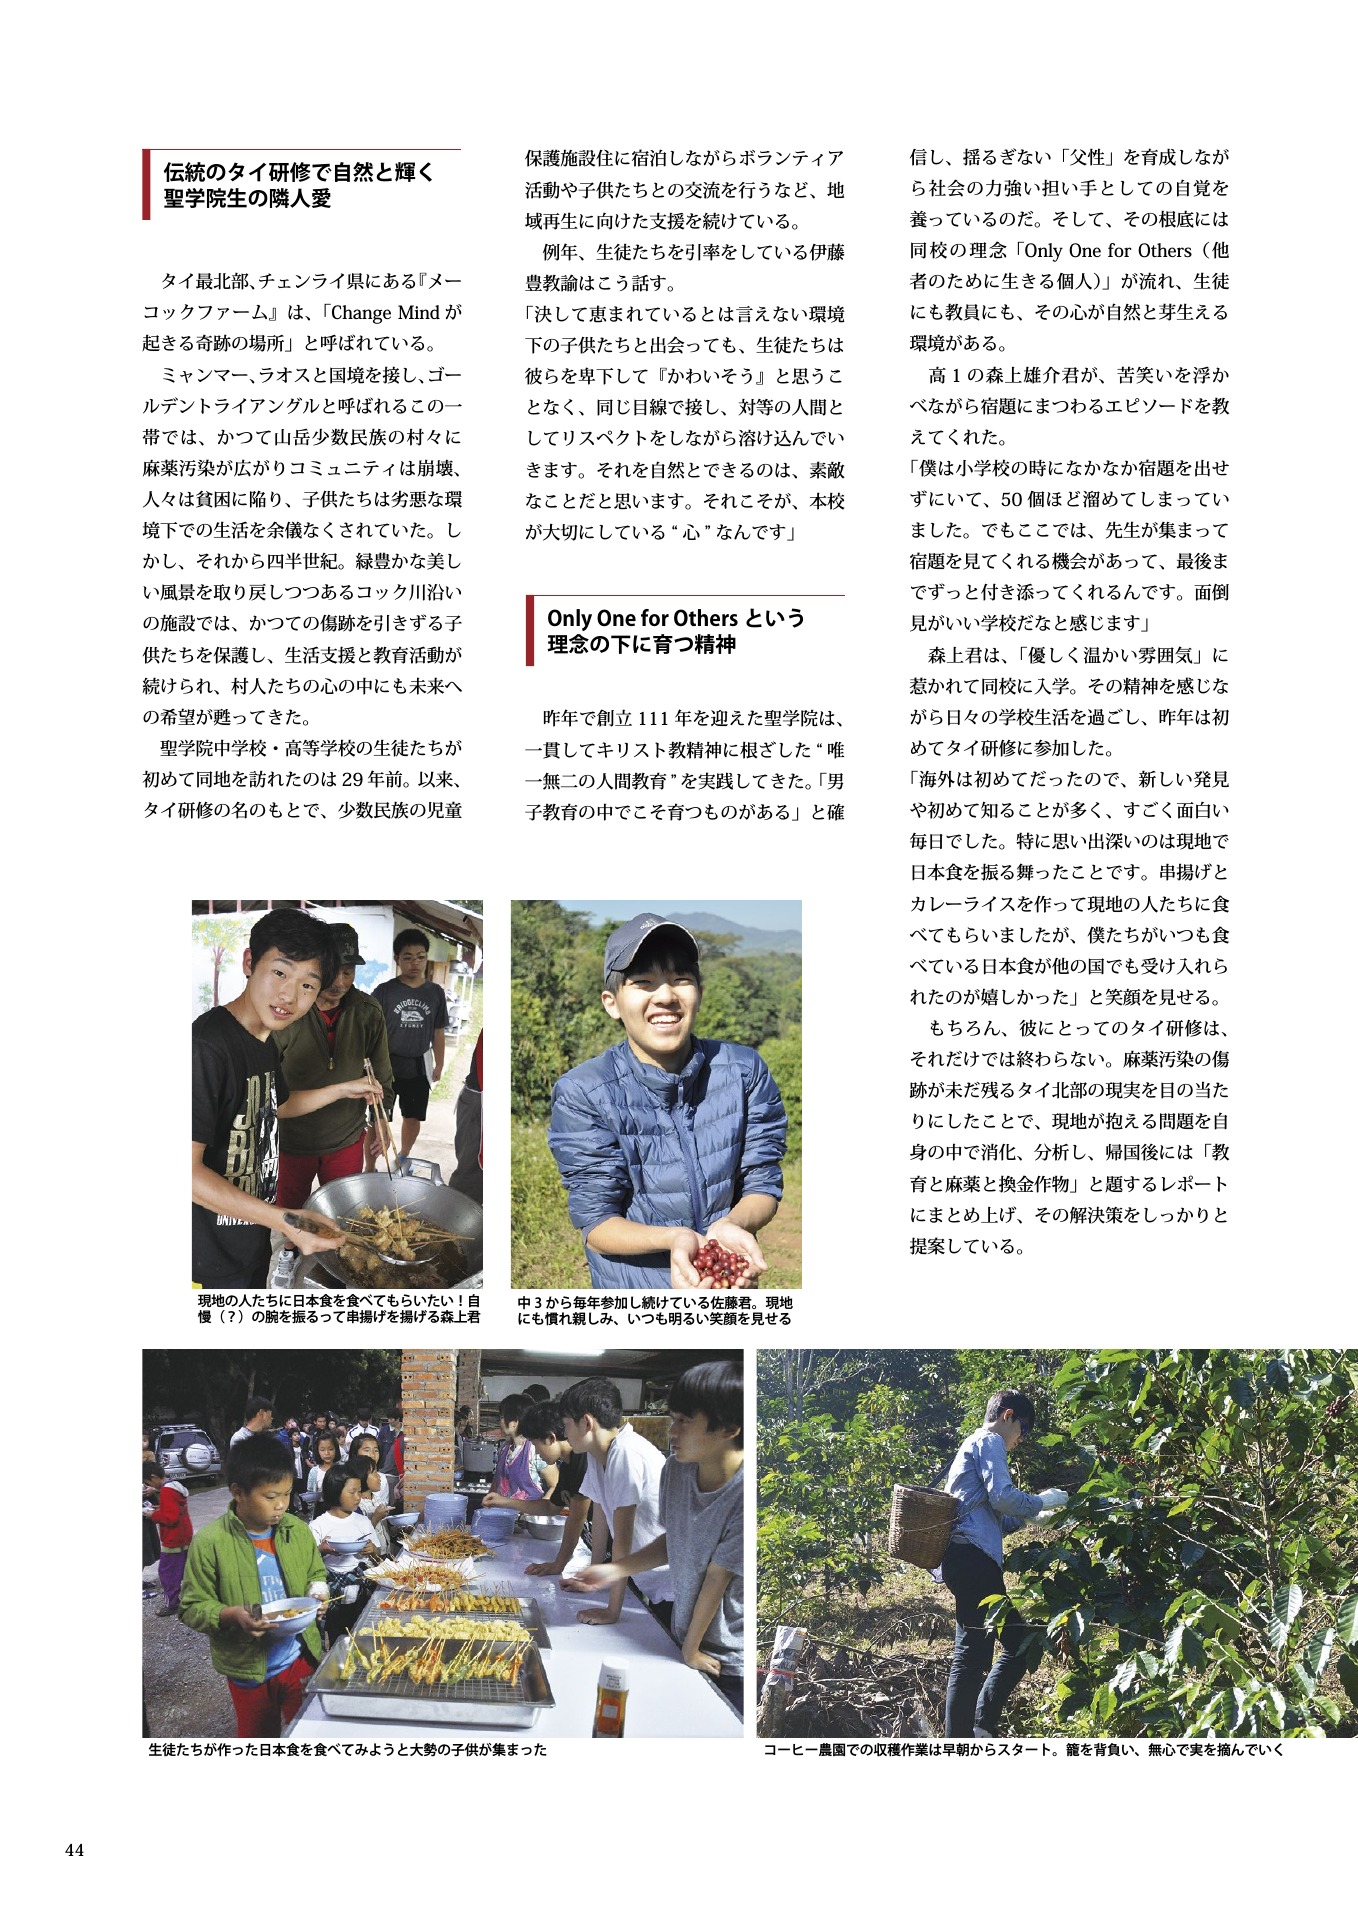 伝統のタイ研修で自然と輝く
聖学院生の隣人愛
タイ最北部、チェンライ県にある『メー
コックファーム』は、「Change Mind が
起きる奇跡の場所」と呼ばれている。
ミャンマー、ラオスと国境を接し、ゴー
ルデントライアングルと呼ばれるこの一
帯では、かつて山岳少数民族の村々に
麻薬汚染が広がりコミュニティは崩壊、
人々は貧困に陥り、子供たちは劣悪な環
境下での生活を余儀なくされていた。し
かし、それから四半世紀。緑豊かな美し
い風景を取り戻しつつあるコック川沿い
の施設では、かつての傷跡を引きずる子
供たちを保護し、生活支援と教育活動が
続けられ、村人たちの心の中にも未来へ
の希望が甦ってきた。
聖学院中学校・高等学校の生徒たちが
初めて同地を訪れたのは 29 年前。以来、
タイ研修の名のもとで、少数民族の児童
保護施設住に宿泊しながらボランティア
活動や子供たちとの交流を行うなど、地
域再生に向けた支援を続けている。
例年、生徒たちを引率をしている伊藤
豊教諭はこう話す。
「決して恵まれているとは言えない環境
下の子供たちと出会っても、生徒たちは
彼らを卑下して『かわいそう』と思うこ
となく、同じ目線で接し、対等の人間と
してリスペクトをしながら溶け込んでい
きます。それを自然とできるのは、素敵
なことだと思います。それこそが、本校
が大切にしている “ 心 ” なんです」
Only One for Others という
理念の下に育つ精神
昨年で創立 111 年を迎えた聖学院は、
一貫してキリスト教精神に根ざした “ 唯
一無二の人間教育 ” を実践してきた。「男
子教育の中でこそ育つものがある」と確
信し、揺るぎない「父性」を育成しなが
ら社会の力強い担い手としての自覚を
養っているのだ。そして、その根底には
同校の理念「Only One for Others（他
者のために生きる個人）」が流れ、生徒
にも教員にも、その心が自然と芽生える
環境がある。
高 1 の森上雄介君が、苦笑いを浮か
べながら宿題にまつわるエピソードを教
えてくれた。
「僕は小学校の時になかなか宿題を出せ
ずにいて、50 個ほど溜めてしまってい
ました。でもここでは、先生が集まって
宿題を見てくれる機会があって、最後ま
でずっと付き添ってくれるんです。面倒
見がいい学校だなと感じます」
森上君は、「優しく温かい雰囲気」に
惹かれて同校に入学。その精神を感じな
がら日々の学校生活を過ごし、昨年は初
めてタイ研修に参加した。
「海外は初めてだったので、新しい発見
や初めて知ることが多く、すごく面白い
毎日でした。特に思い出深いのは現地で
日本食を振る舞ったことです。串揚げと
カレーライスを作って現地の人たちに食
べてもらいましたが、僕たちがいつも食
べている日本食が他の国でも受け入れら
れたのが嬉しかった」と笑顔を見せる。
もちろん、彼にとってのタイ研修は、
それだけでは終わらない。麻薬汚染の傷
跡が未だ残るタイ北部の現実を目の当た
りにしたことで、現地が抱える問題を自
身の中で消化、分析し、帰国後には「教
育と麻薬と換金作物」と題するレポート
にまとめ上げ、その解決策をしっかりと
提案している。
現地の人たちに日本食を食べてもらいたい！自
慢（？）の腕を振るって串揚げを揚げる森上君
中 3 から毎年参加し続けている佐藤君。現地
にも慣れ親しみ、いつも明るい笑顔を見せる
生徒たちが作った日本食を食べてみようと大勢の子供が集まった
コーヒー農園での収穫作業は早朝からスタート。籠を背負い、無心で実を摘んでいく
44